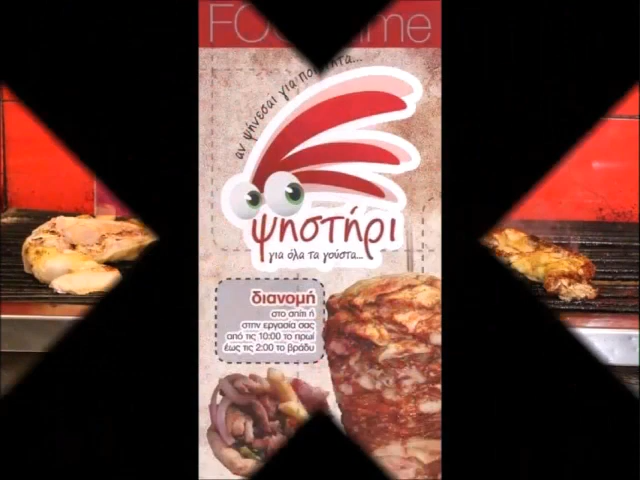 αν ψήνεσαι για
ψηστήρι
για όλα τα γούστα...
διανομή
στο σπίτι ή
στην εργασία σας
από τις 10:00 το πρωί
έως τις 2:00 το βράδυ